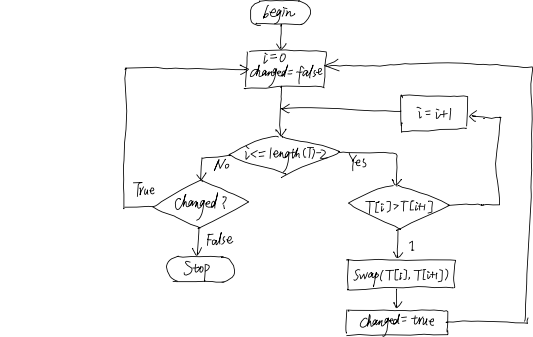 begin
i=0
changed=false
i=i+1
i<=length(T)-2
No
Yes
True
changed?
T[i]>T[i+1]
False
1
Stop
Swap(T[i], T[i+1])
changed=true